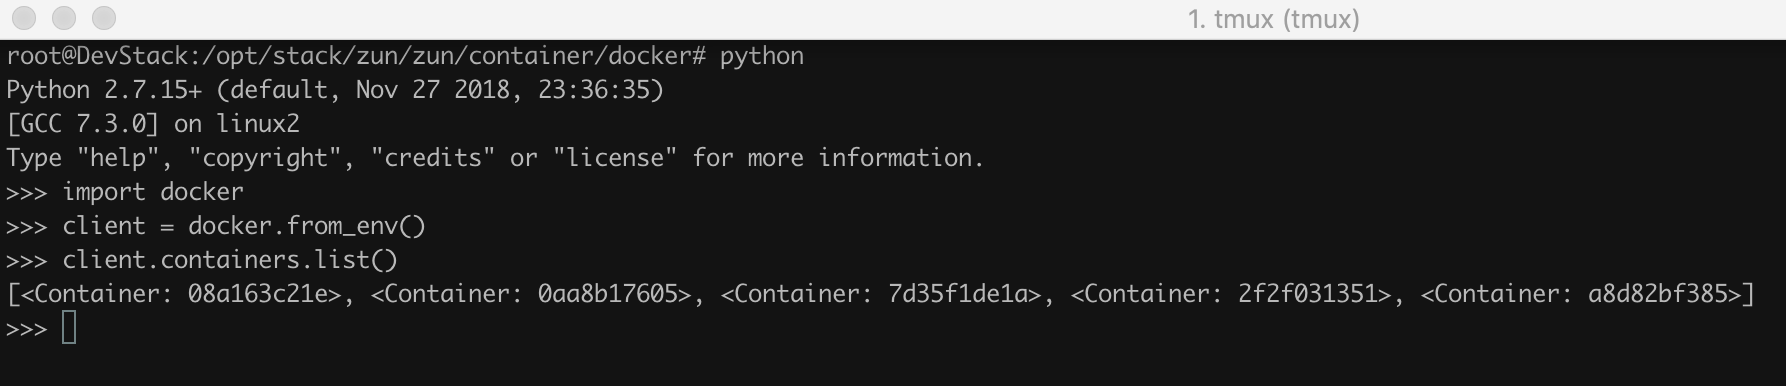 1. tmux (tmux)
root@DevStack:/opt/stack/zun/zun/container/docker# python
Python 2.7.15+ (default, Nov 27 2018, 23:36:35)
[GCC 7.3.0] on linux2
Type "help", "copyright", "credits" or "license" for more information.
>>> import docker
>>> client = docker.from_env()
>>> client.containers.list()
[<Container: 08a163c21e>, <Container: 0aa8b17605>, <Container: 7d35f1de1a>, <Container: 2f2f031351>, <Container: a8d82bf385>]
>>>